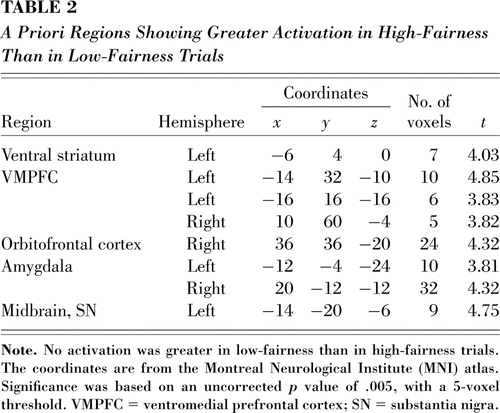 TABLE 2
A Priori Regions Showing Greater Activation in High-Fairness
Than in Low-Fairness Trials
Coordinates No. of
Region Hemisphere x y z voxels t
Ventral striatum Left −6 4 0 7 4.03
VMPFC Left −14 32 −10 10 4.85
Left −16 16 −16 6 3.83
Right 10 60 −4 5 3.82
Orbitofrontal cortex Right 36 36 −20 24 4.32
Amygdala Left −12 −4 −24 10 3.81
Right 20 −12 −12 32 4.32
Midbrain, SN Left −14 −20 −6 9 4.75
Note. No activation was greater in low-fairness than in high-fairness trials.
The coordinates are from the Montreal Neurological Institute (MNI) atlas.
Significance was based on an uncorrected p value of .005, with a 5-voxel
threshold. VMPFC = ventromedial prefrontal cortex; SN = substantia nigra.